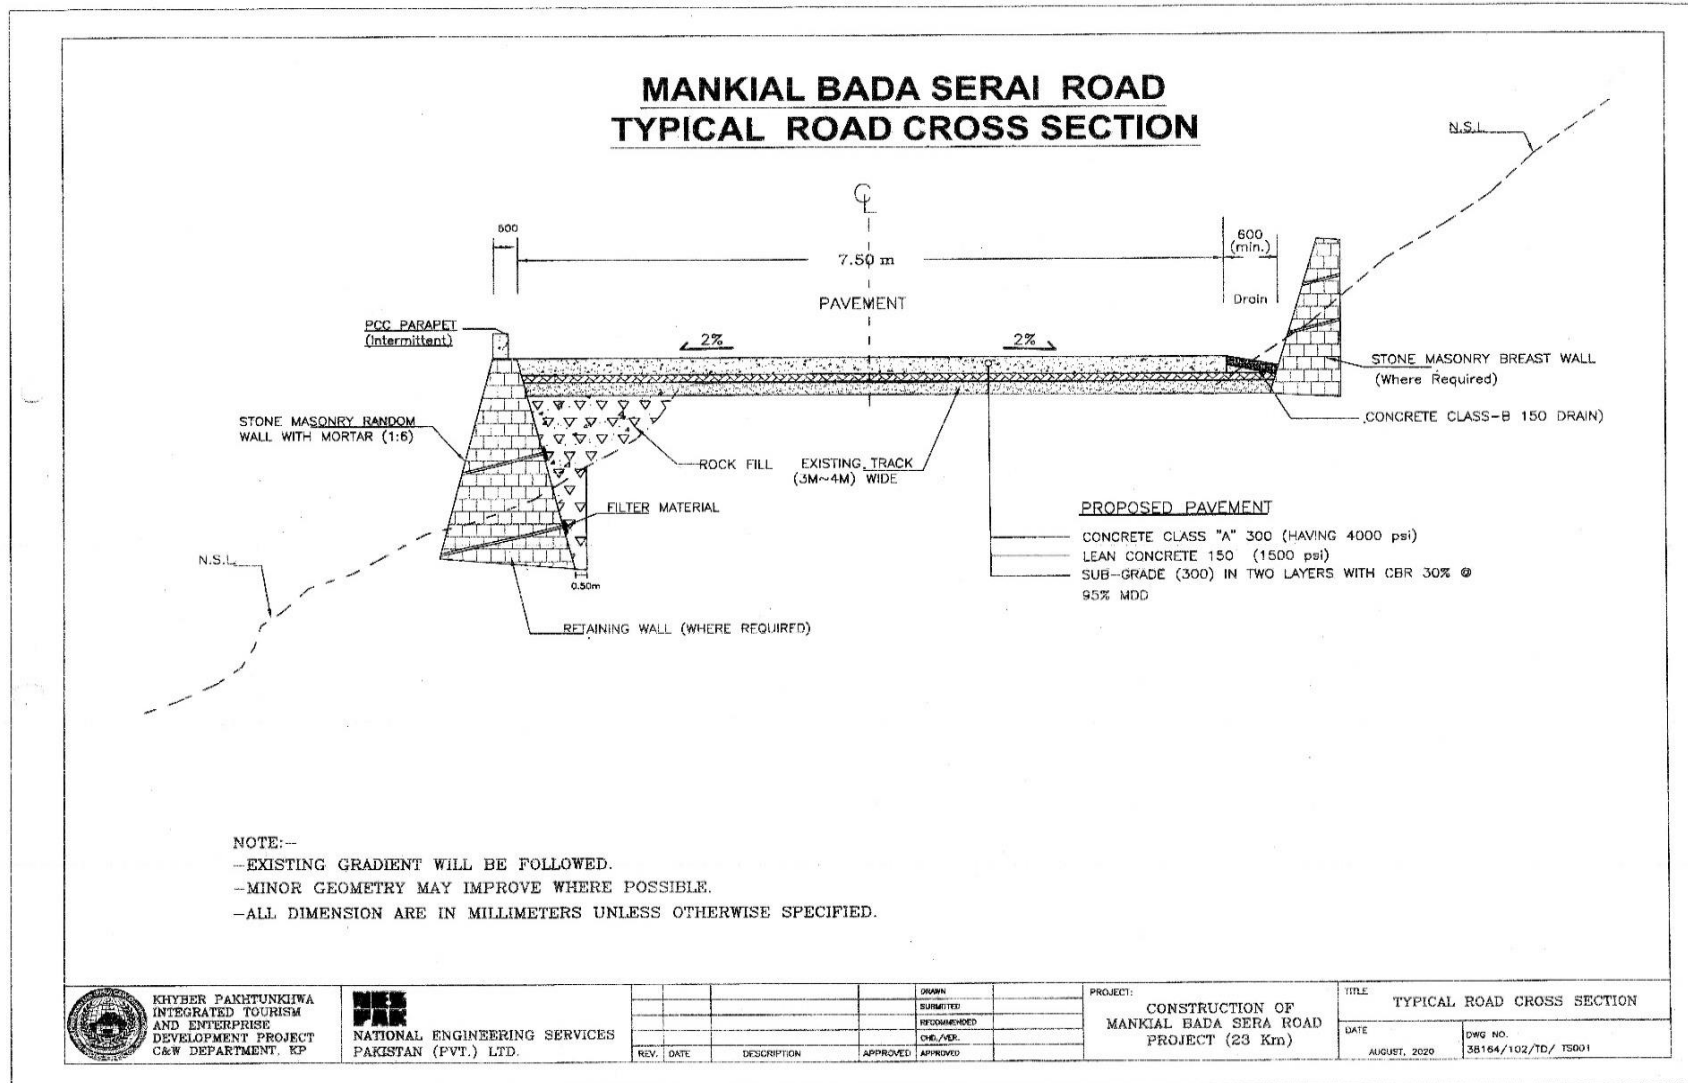 MANKIAL BADA SERAI ROAD
TYPICAL ROAD CROSS SECTION
N.S.L
CL
600
(min.)
7.50 m
Drain
PAVEMENT
PCC PARAPET
(Intermittent)
2%
2%
STONE MASONRY BREAST WALL
(Where Required)
CONCRETE CLASS-B 150 DRAIN)
STONE MASONRY RANDOM
WALL WITH MORTAR (1:6)
ROCK FILL
EXISTING TRACK
(3M~4M) WIDE
FILTER MATERIAL
PROPOSED PAVEMENT
CONCRETE CLASS "A" 300 (HAVING 4000 psi)
LEAN CONCRETE 150 (1500 psi)
SUB-GRADE (300) IN TWO LAYERS WITH CBR 30% @
95% MDD
N.S.L
0.50m
RETAINING WALL (WHERE REQUIRED)
NOTE:-
-EXISTING GRADIENT WILL BE FOLLOWED.
-MINOR GEOMETRY MAY IMPROVE WHERE POSSIBLE.
-ALL DIMENSION ARE IN MILLIMETERS UNLESS OTHERWISE SPECIFIED.
KHYBER PAKHTUNKHWA
INTEGRATED TOURISM
AND ENTERPRISE
DEVELOPMENT PROJECT
C&W DEPARTMENT, KP
NES
PAK
NATIONAL ENGINEERING SERVICES
PAKISTAN (PVT.) LTD.
REV. DATE DESCRIPTION APPROVED
DRAWN
SUBMITTED
RECOMMENDED
CHD./VER.
APPROVED
PROJECT:
CONSTRUCTION OF
MANKIAL BADA SERA ROAD
PROJECT (23 Km)
TITLE
TYPICAL ROAD CROSS SECTION
DATE
AUGUST, 2020
DWG NO.
38164/102/TD/ TS001